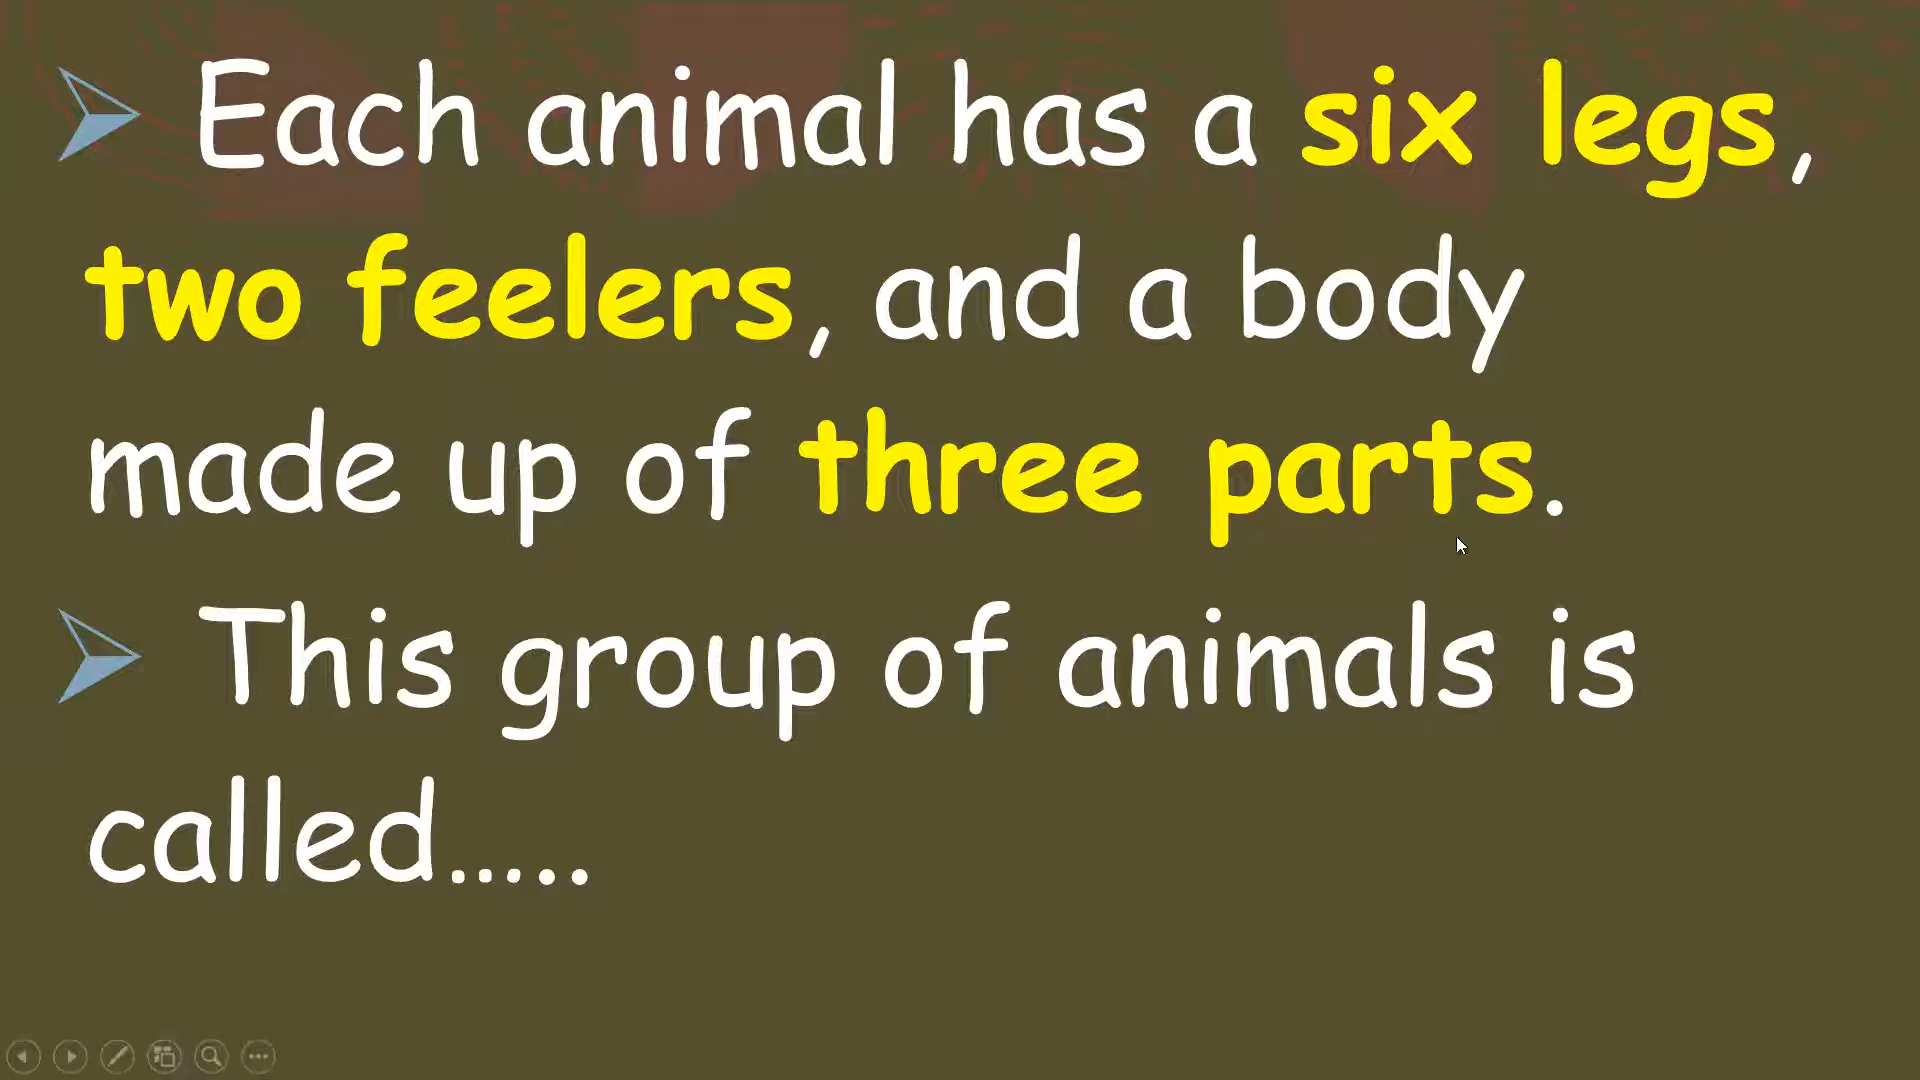 Each animal has a six legs,
two feelers, and a body
made up of three parts.
This group of animals is
called.....